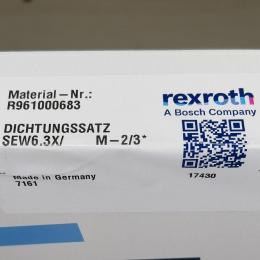 Material–Nr.:
R961000683
rexroth
A Bosch Company
DICHTUNGSSATZ
SEW6.3X/ M–2/3*
Made in Germany
7161
17430